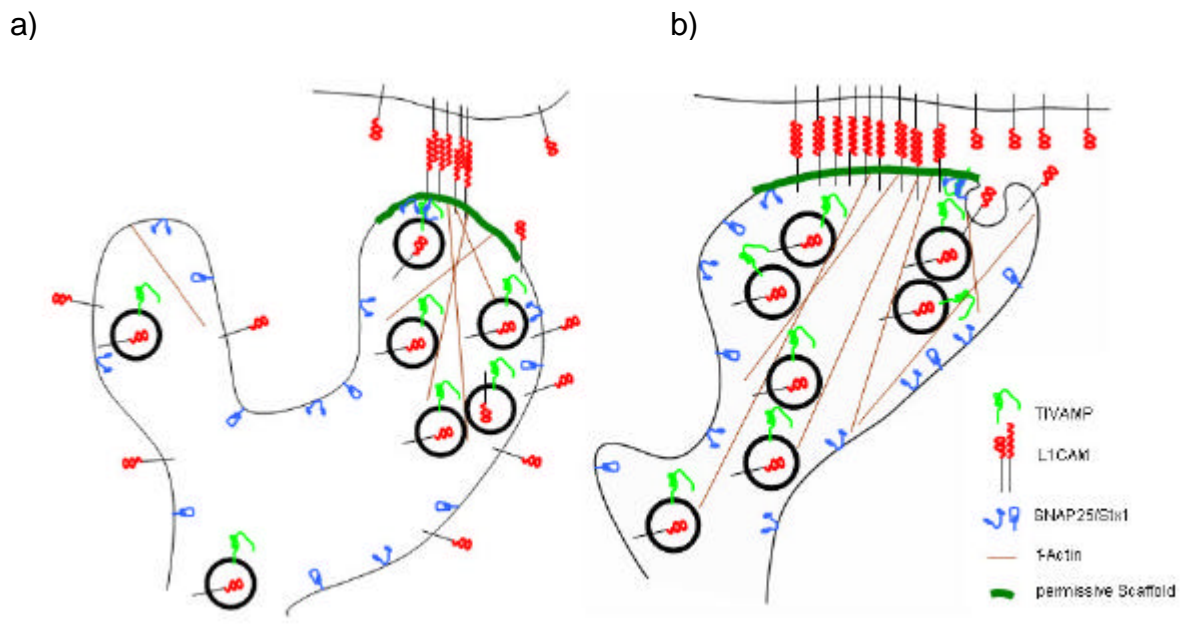 a)
b)
TIVAMP
L1CAM
SNAP25/Stx1
f-Actin
permissive Scaffold